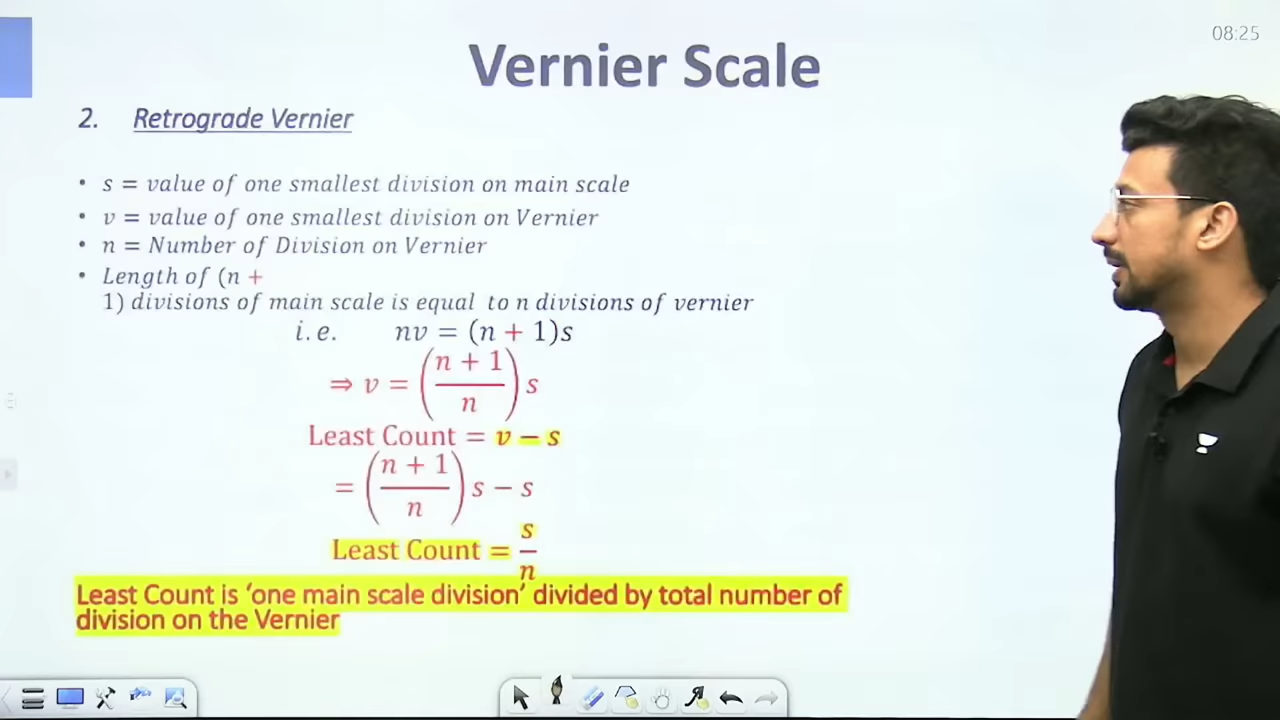 08:25
Vernier Scale
2. Retrograde Vernier
• s = value of one smallest division on main scale
• v = value of one smallest division on Vernier
• n = Number of Division on Vernier
• Length of (n +
1) divisions of main scale is equal to n divisions of vernier
i.e. nv = (n + 1)s
⇒ v = ((n + 1)/n) s
Least Count = v − s
= ((n + 1)/n) s − s
Least Count = s/n
Least Count is ‘one main scale division’ divided by total number of
division on the Vernier